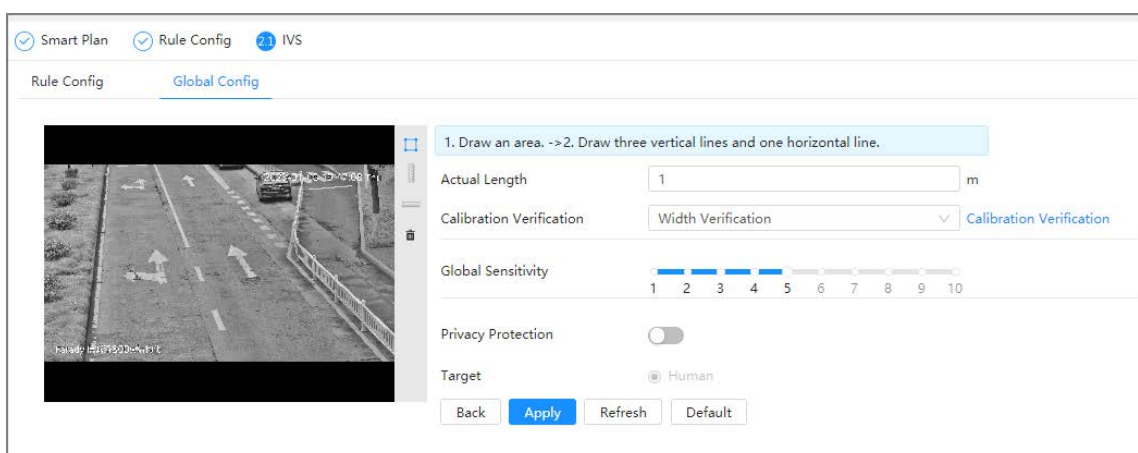 Smart Plan Rule Config 2.1 IVS
Rule Config Global Config
1. Draw an area. ->2. Draw three vertical lines and one horizontal line.
Actual Length 1 m
Calibration Verification Width Verification Calibration Verification
Global Sensitivity
1 2 3 4 5 6 7 8 9 10
Privacy Protection
Target Human
Back Apply Refresh Default